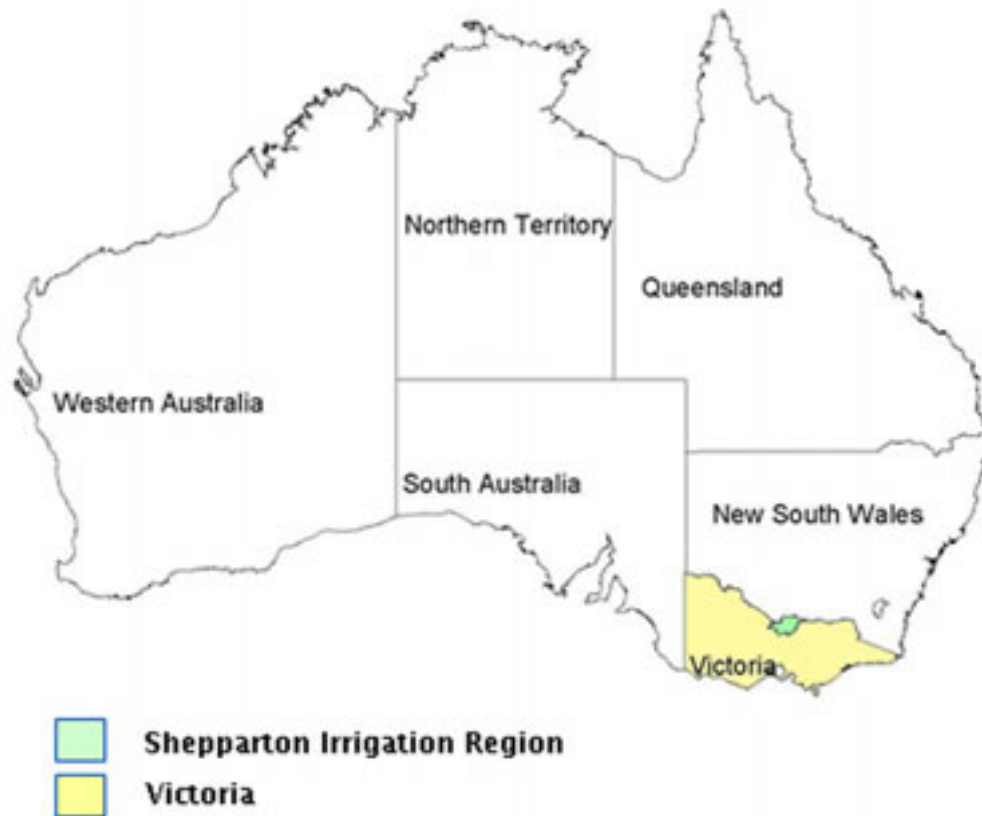 Northern Territory
Queensland
Western Australia
South Australia
New South Wales
Victoria
Shepparton Irrigation Region
Victoria